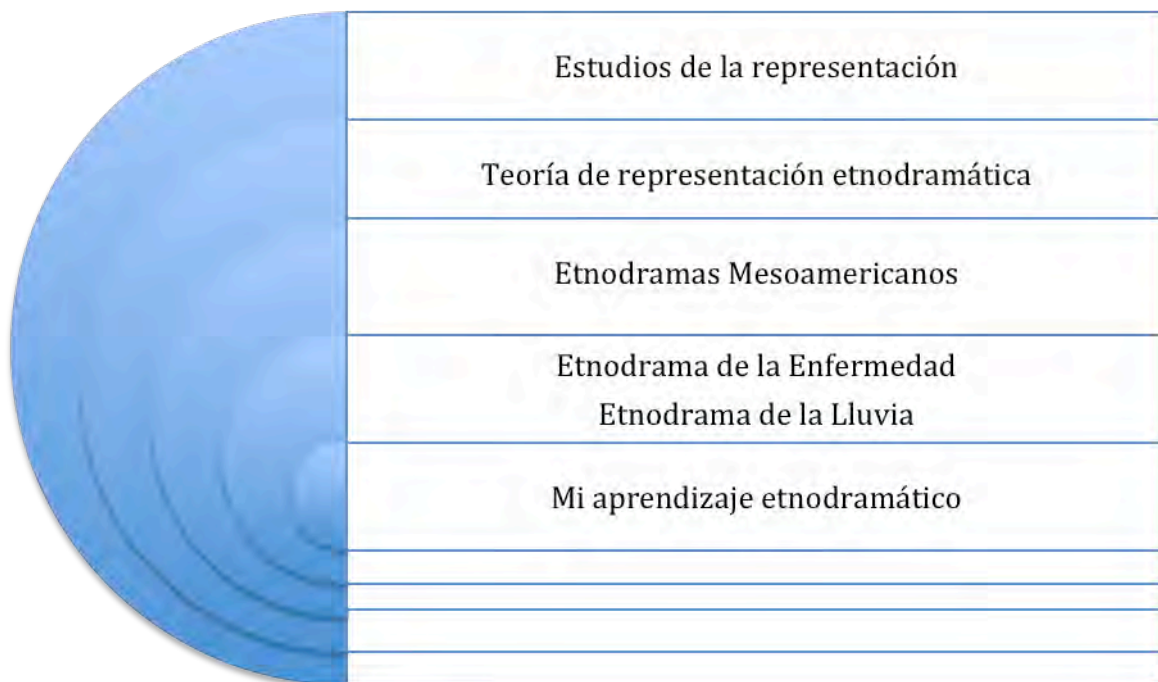 Estudios de la representación
Teoría de representación etnodramática
Etnodramas Mesoamericanos
Etnodrama de la Enfermedad
Etnodrama de la Lluvia
Mi aprendizaje etnodramático